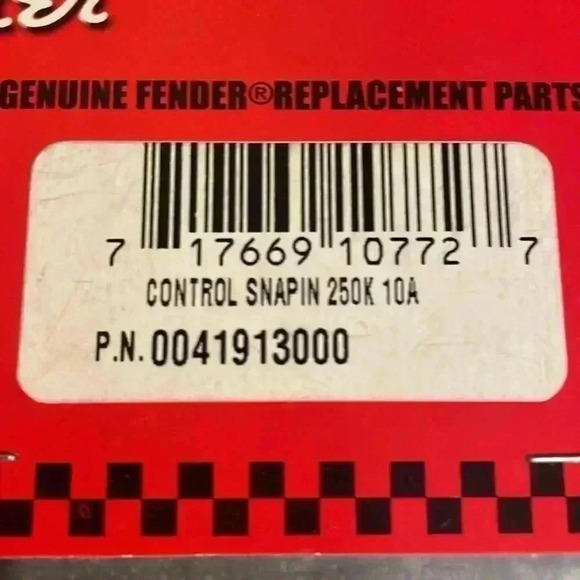 GENUINE FENDER®REPLACEMENT PARTS
7 17669 10772 7
CONTROL SNAPIN 250K 10A
P.N. 0041913000